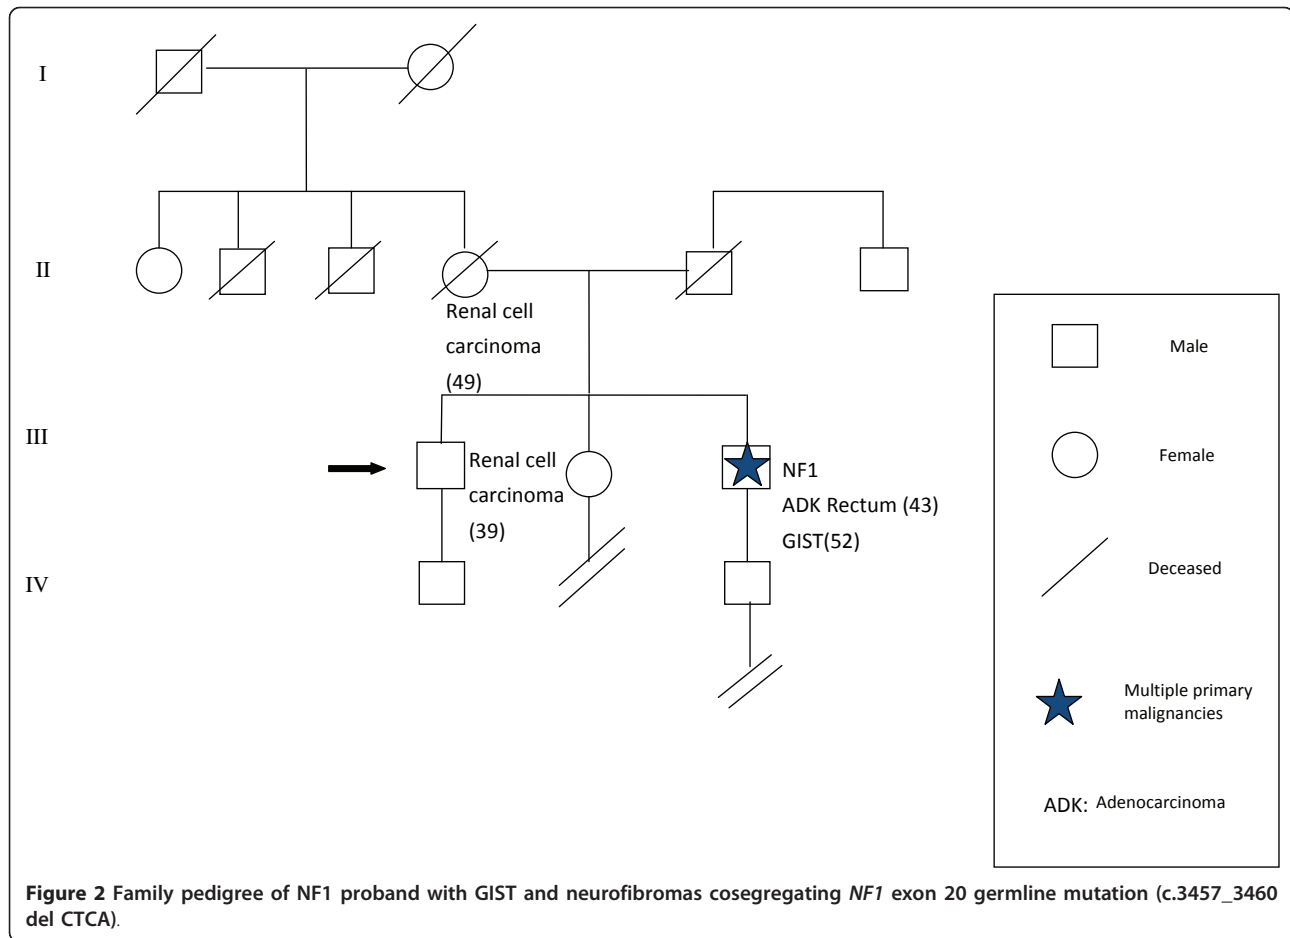 I
II
Renal cell
carcinoma
(49)
III
Renal cell
carcinoma
(39)
NF1
ADK Rectum (43)
GIST(52)
IV
Male
Female
Deceased
Multiple primary
malignancies
ADK: Adenocarcinoma
Figure 2 Family pedigree of NF1 proband with GIST and neurofibromas cosegregating NF1 exon 20 germline mutation (c.3457_3460
del CTCA).